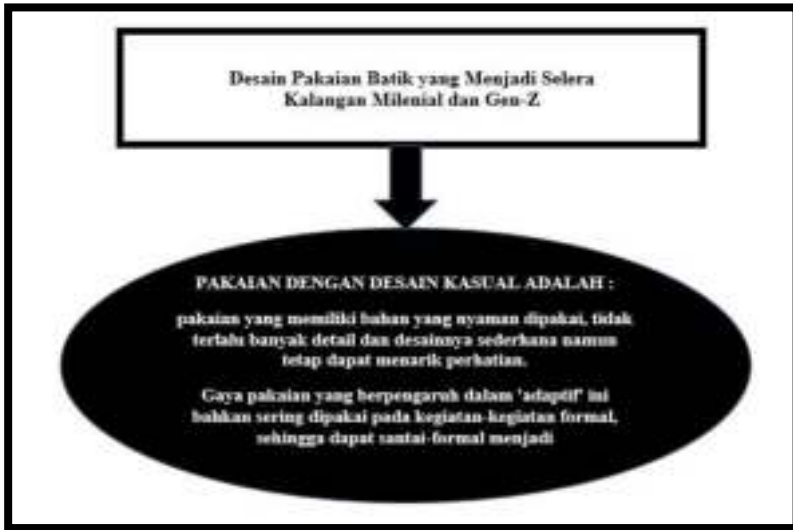 Desain Pakaian Batik yang Menjadi Selera
Kalangan Milenial dan Gen-Z
PAKAIAN DENGAN DESAIN KASUAL ADALAH :
pakaian yang memiliki bahan yang nyaman dipakai, tidak
terlalu banyak detail dan desainnya sederhana namun
tetap dapat menarik perhatian.
Gaya pakaian yang berpengaruh dalam 'adaptif' ini
bahkan sering dipakai pada kegiatan-kegiatan formal,
sehingga dapat santai-formal menjadi